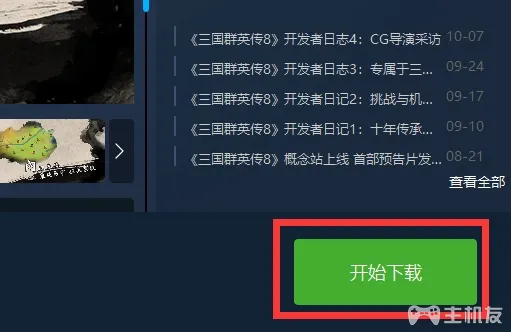 《三国群英传8》开发者日志4：CG导演采访 10-07
《三国群英传8》开发者日志3：专属于三... 09-24
《三国群英传8》开发者日记2：挑战与机... 09-17
《三国群英传8》开发者日记1：十年传承... 09-10
《三国群英传8》概念站上线 首部预告片发... 08-21
查看全部
开始下载
主机友